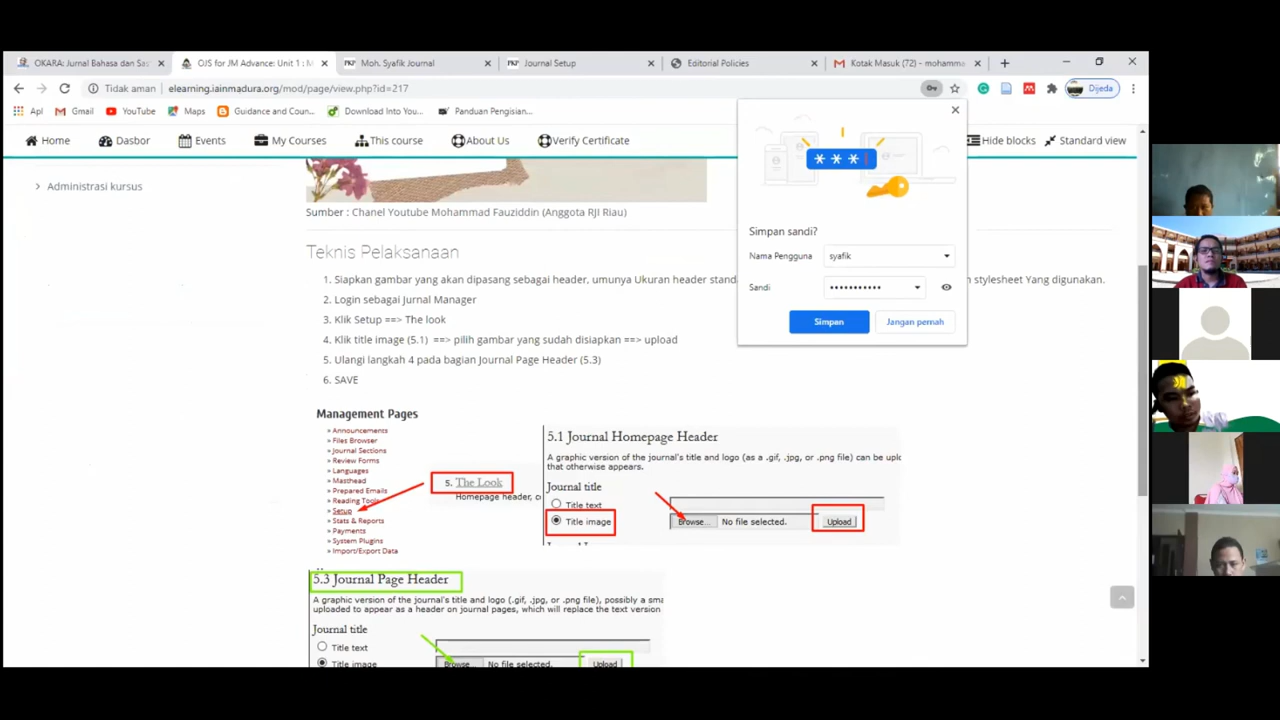 OKARA: Jurnal Bahasa dan Sas
OJS for JM Advance: Unit 1 : M
Moh. Syafik Journal
Journal Setup
Editorial Policies
Kotak Masuk (72) - mohamma
Tidak aman
elearning.iainmadura.org/mod/page/view.php?id=217
Dijeda
Apl
Gmail
YouTube
Maps
Guidance and Coun...
Download Into You...
Panduan Pengisian...
Home
Dasbor
Events
My Courses
This course
About Us
Verify Certificate
Hide blocks
Standard view
Administrasi kursus
Sumber : Chanel Youtube Mohammad Fauziddin (Anggota RJI Riau)
Simpan sandi?
Nama Pengguna
syafik
Sandi
Simpan
Jangan pernah
Teknis Pelaksanaan
1. Siapkan gambar yang akan dipasang sebagai header, umunya Ukuran header stand
stylesheet Yang digunakan.
2. Login sebagai Jurnal Manager
3. Klik Setup ==> The look
4. Klik title image (5.1) ==> pilih gambar yang sudah disiapkan ==> upload
5. Ulangi langkah 4 pada bagian Journal Page Header (5.3)
6. SAVE
Management Pages
» Announcements
» Files Browser
» Journal Sections
» Review Forms
» Languages
» Masthead
» Prepared Emails
» Reading Tools
» Setup
» Stats & Reports
» Payments
» System Plugins
» Import/Export Data
5. The Look
Homepage header, c
5.1 Journal Homepage Header
A graphic version of the journal's title and logo (as a .gif, .jpg, or .png file) can be uplo
that otherwise appears.
Journal title
Title text
Title image
Browse... No file selected. Upload
5.3 Journal Page Header
A graphic version of the journal's title and logo (.gif, .jpg, or .png file), possibly a sma
uploaded to appear as a header on journal pages, which will replace the text version
Journal title
Title text
Title image
Browse... No file selected. Upload